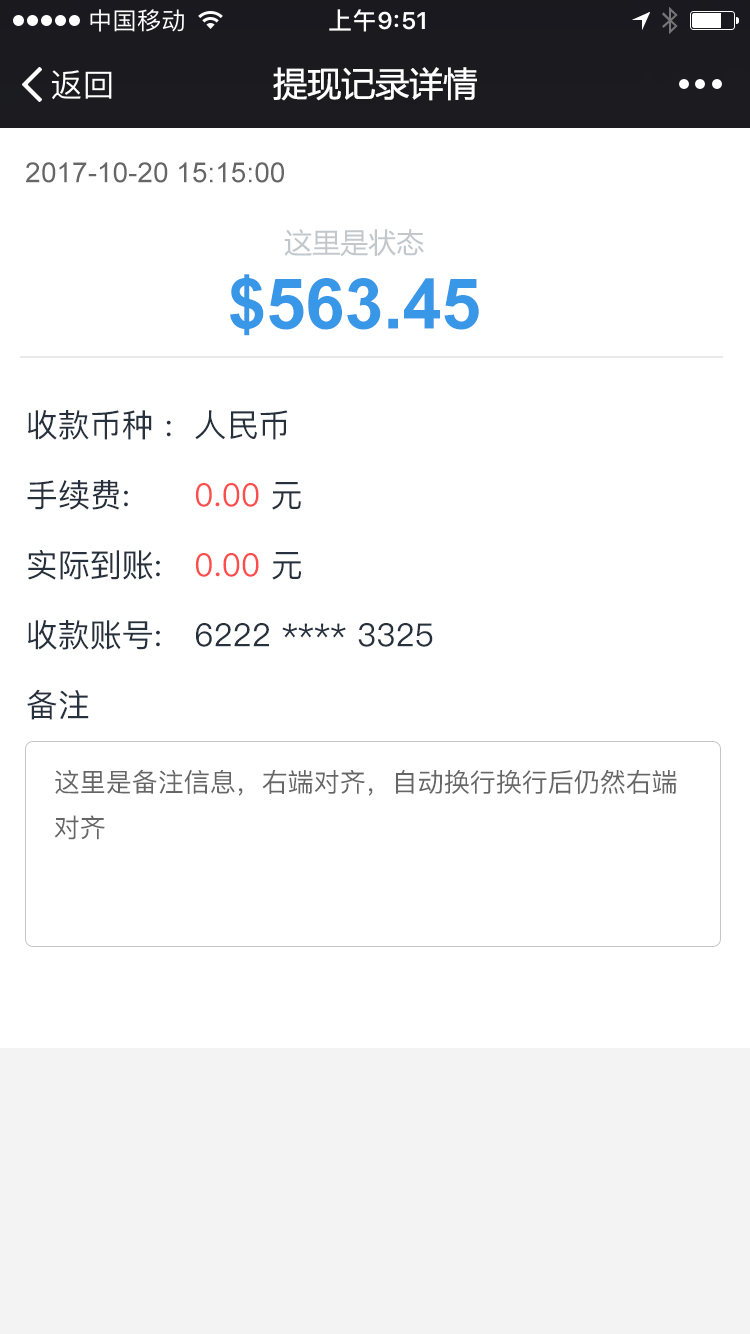 中国移动 上午9:51
返回 提现记录详情
2017-10-20 15:15:00
这里是状态
$563.45
收款币种： 人民币
手续费: 0.00 元
实际到账: 0.00 元
收款账号: 6222 **** 3325
备注
这里是备注信息，右端对齐，自动换行换行后仍然右端
对齐